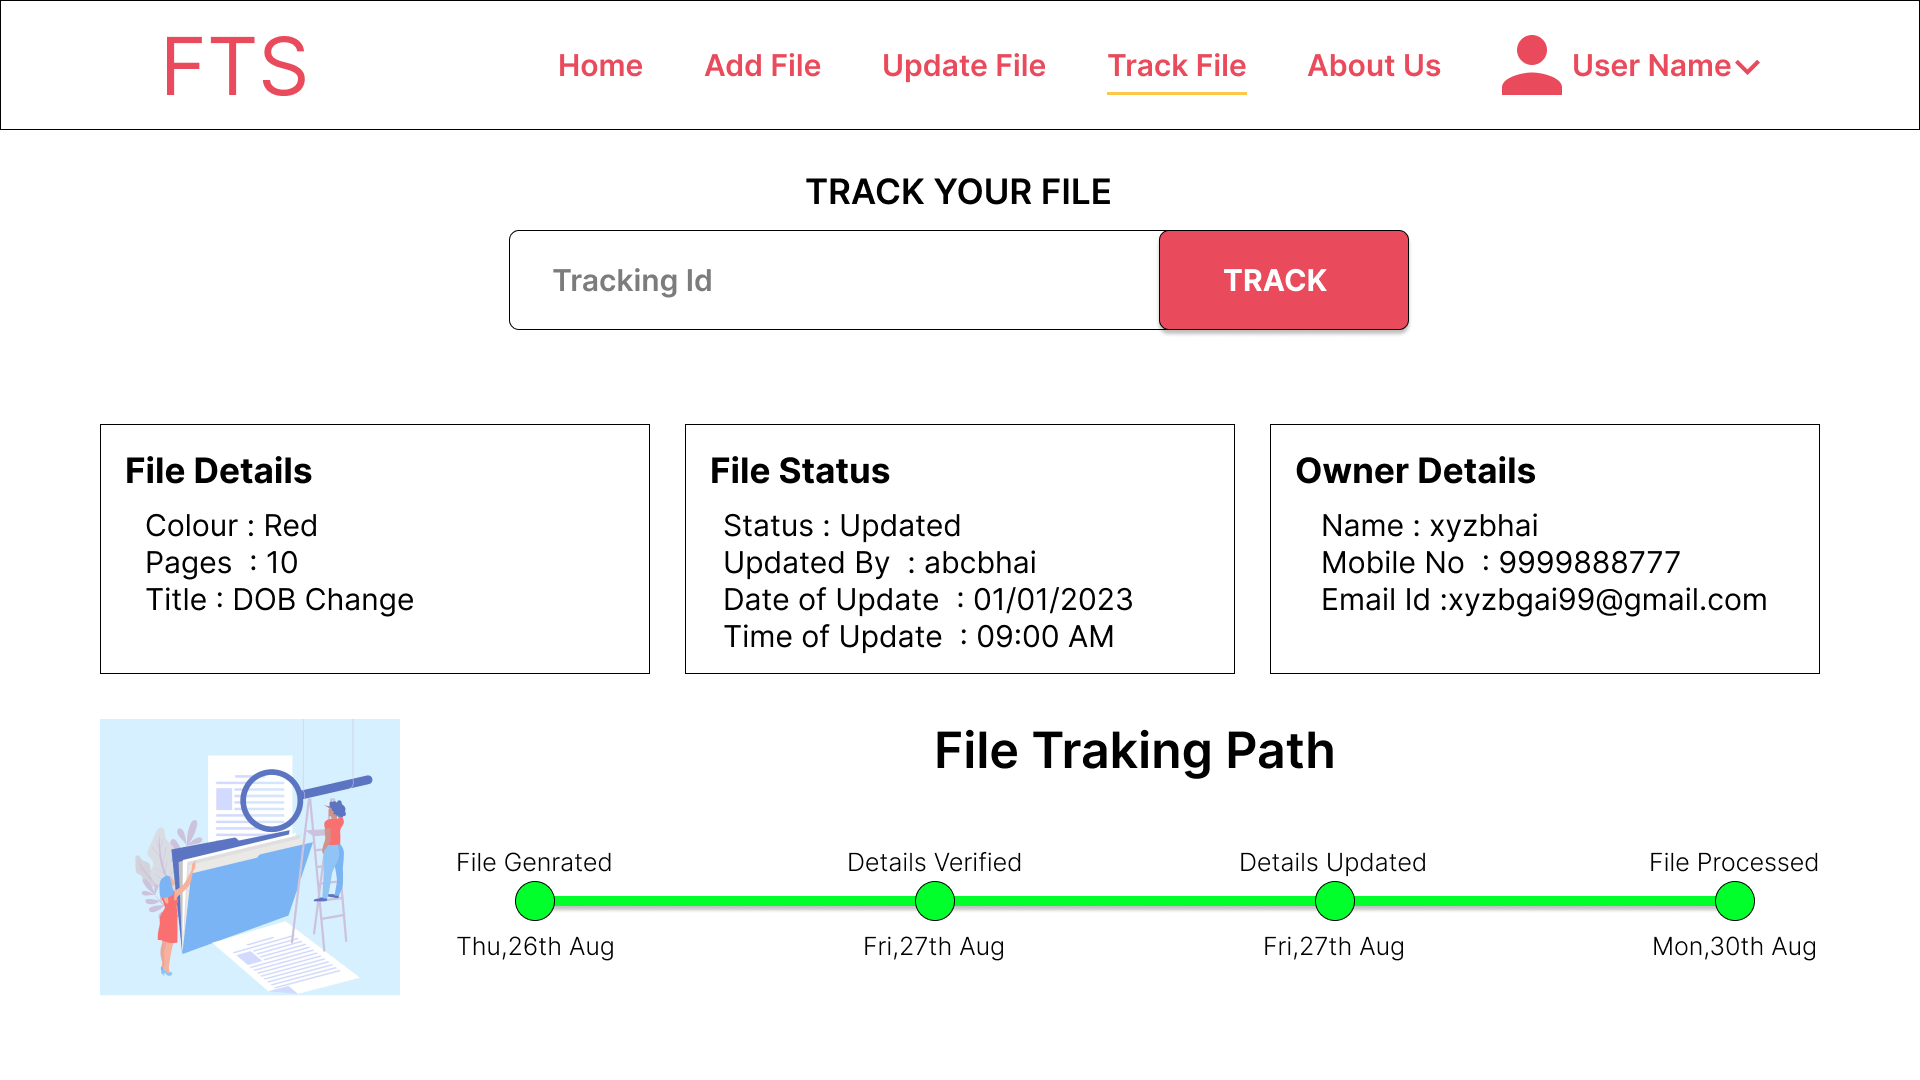 FTS
Home
Add File
Update File
Track File
About Us
User Name
TRACK YOUR FILE
Tracking Id
TRACK
File Details
Colour : Red
Pages : 10
Title : DOB Change
File Status
Status : Updated
Updated By : abcbhai
Date of Update : 01/01/2023
Time of Update : 09:00 AM
Owner Details
Name : xyzbhai
Mobile No : 9999888777
Email Id :xyzbgai99@gmail.com
File Traking Path
File Genrated
Details Verified
Details Updated
File Processed
Thu,26th Aug
Fri,27th Aug
Fri,27th Aug
Mon,30th Aug